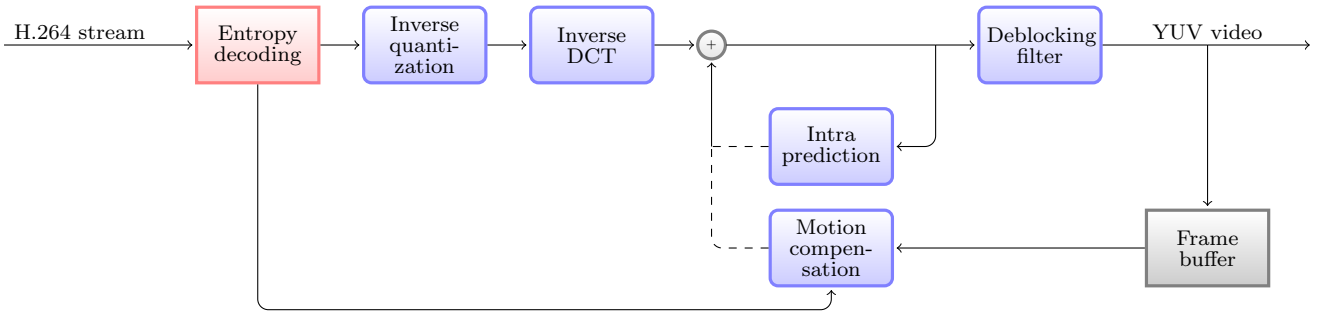 H.264 stream
Entropy
decoding
Inverse
quanti-
zation
Inverse
DCT
+
Deblocking
filter
YUV video
Intra
prediction
Motion
compen-
sation
Frame
buffer